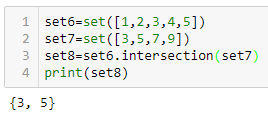 1 set6=set([1,2,3,4,5])
2 set7=set([3,5,7,9])
3 set8=set6.intersection(set7)
4 print(set8)
{3, 5}